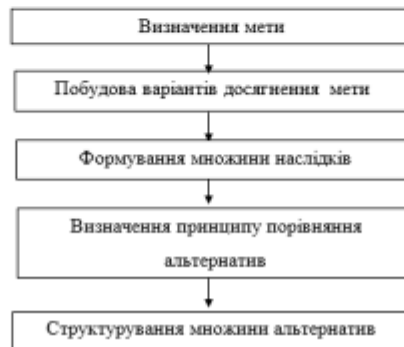 Визначення мети
Побудова варіантів досягнення мети
Формування множини наслідків
Визначення принципу порівняння
альтернатив
Структурування множини альтернатив